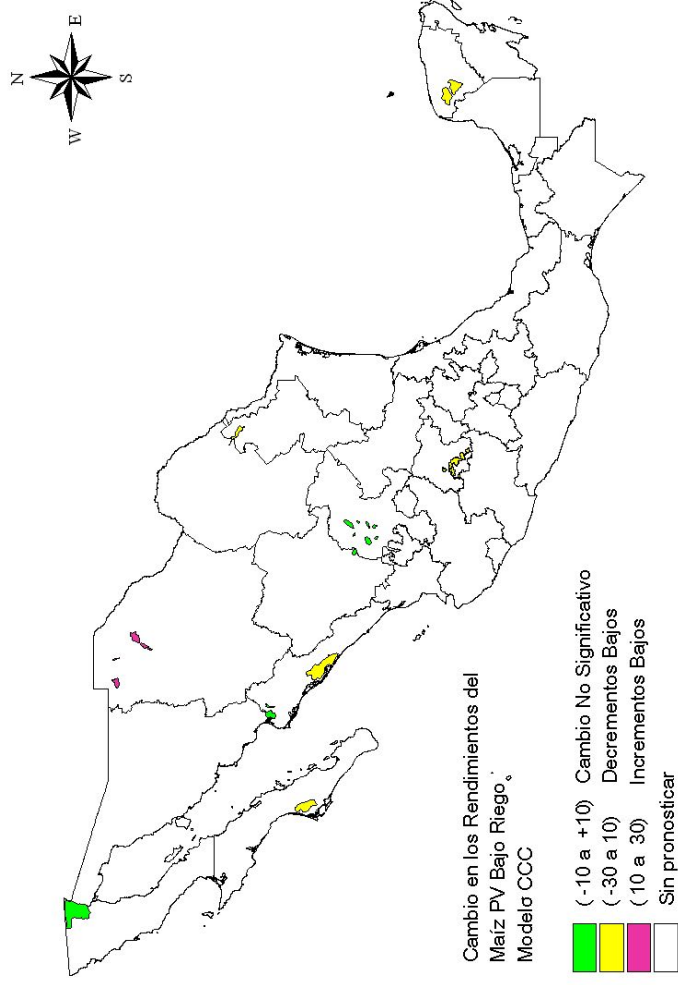 N
W
E
S
Cambio en los Rendimientos del
Maíz PV Bajo Riego
Modelo CCC
(-10 a +10) Cambio No Significativo
(-30 a 10) Decrementos Bajos
(10 a 30) Incrementos Bajos
Sin pronosticar